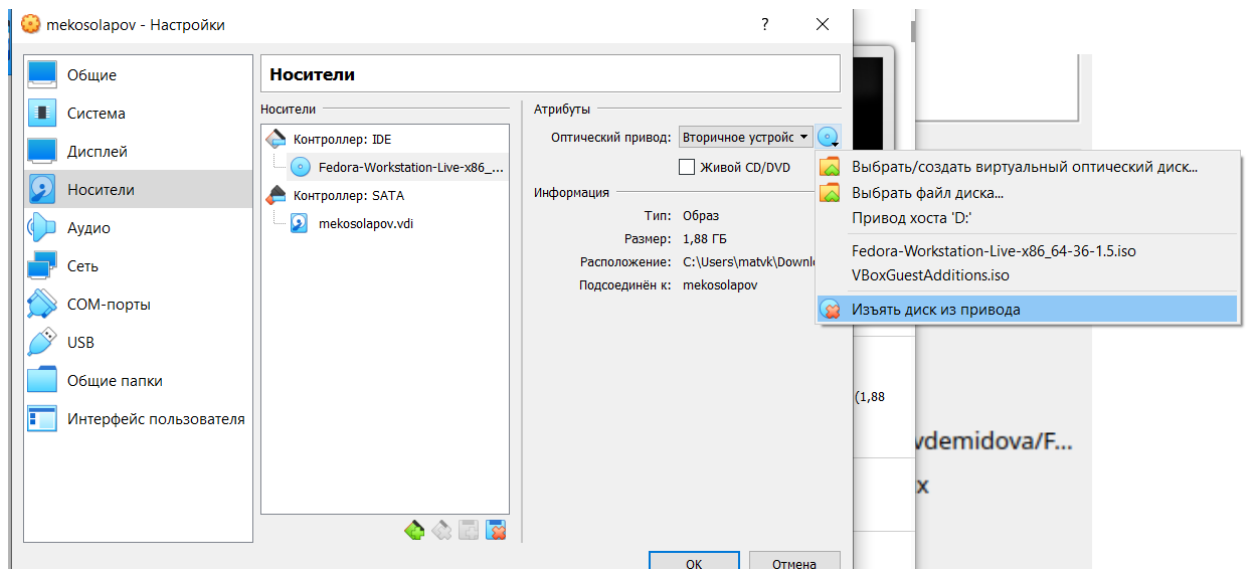 mekosolapov - Настройки
?
Общие
Система
Дисплей
Носители
Аудио
Сеть
COM-порты
USB
Общие папки
Интерфейс пользователя
Носители
Носители
Контроллер: IDE
Fedora-Workstation-Live-x86_...
Контроллер: SATA
mekosolapov.vdi
Атрибуты
Оптический привод: Вторичное устройс
Живой CD/DVD
Информация
Тип: Образ
Размер: 1,88 ГБ
Расположение: C:\Users\matvk\Downl
Подсоединён к: mekosolapov
Выбрать/создать виртуальный оптический диск...
Выбрать файл диска...
Привод хоста 'D:'
Fedora-Workstation-Live-x86_64-36-1.5.iso
VBoxGuestAdditions.iso
Изъять диск из привода
(1,88
vdemidova/F...
x
OK Отмена